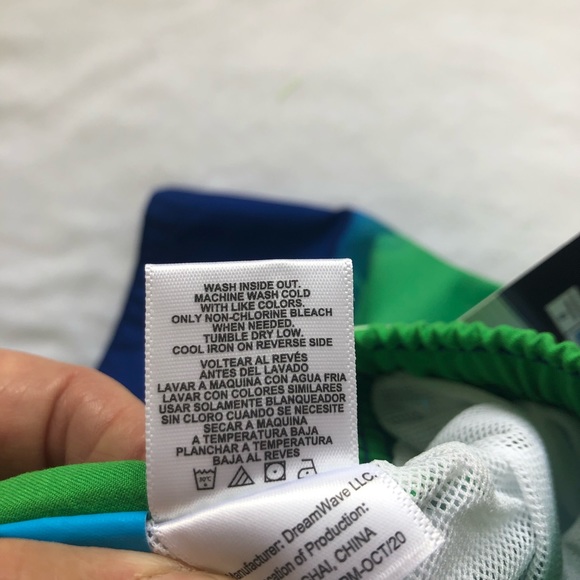 WASH INSIDE OUT.
MACHINE WASH COLD
WITH LIKE COLORS.
ONLY NON-CHLORINE BLEACH
WHEN NEEDED.
TUMBLE DRY LOW.
COOL IRON ON REVERSE SIDE
VOLTEAR AL REVÉS
ANTES DEL LAVADO
LAVAR A MAQUINA CON AGUA FRIA
LAVAR CON COLORES SIMILARES
USAR SOLAMENTE BLANQUEADOR
SIN CLORO CUANDO SE NECESITE
SECAR A MAQUINA
A TEMPERATURA BAJA
PLANCHAR A TEMPERATURA
BAJA AL REVES
nufacturer: DreamWave LLC.
ation of Production:
HAI, CHINA
M-OCT/20